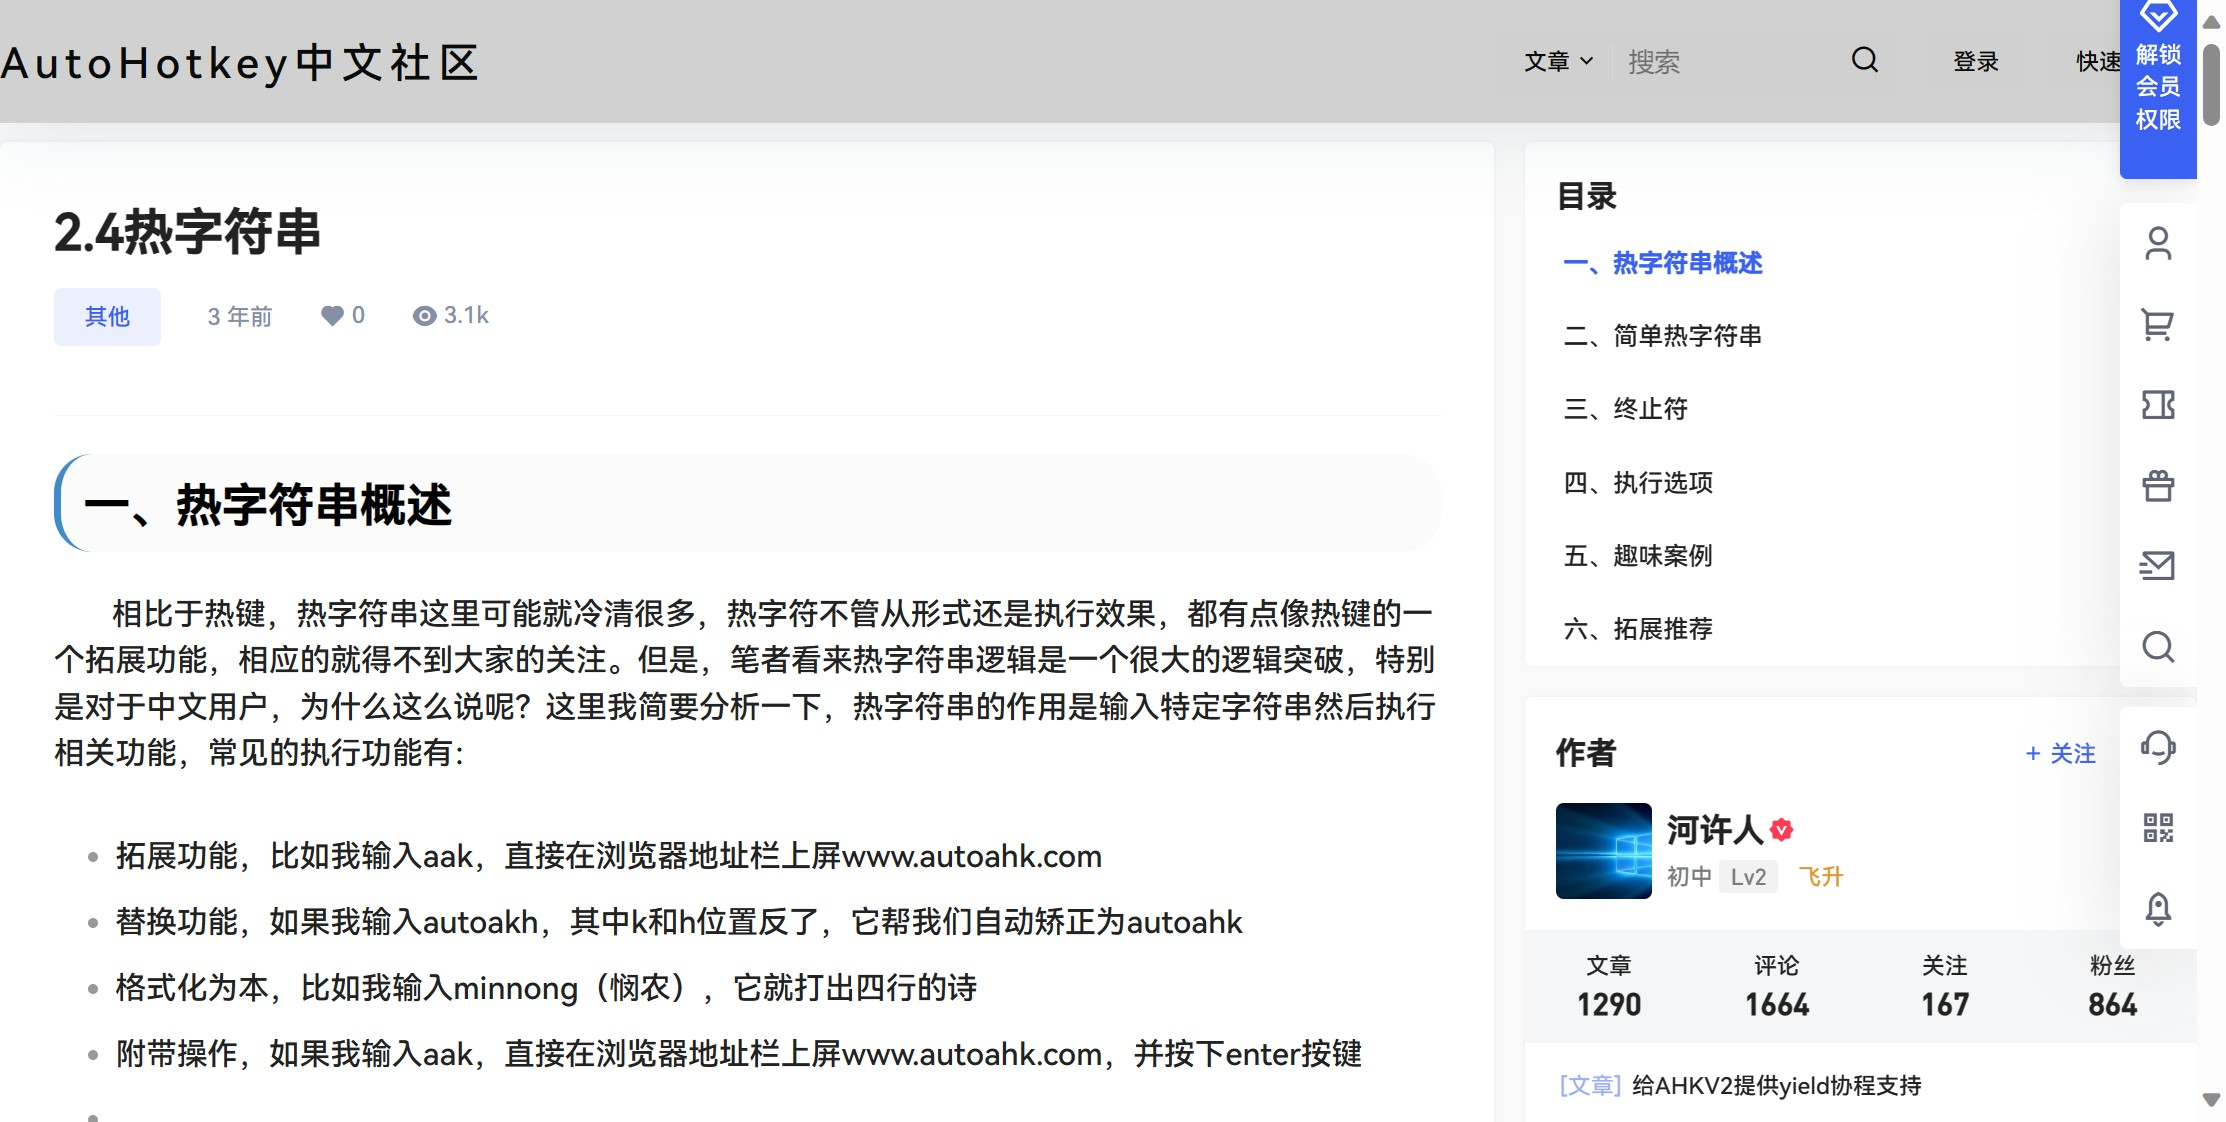 AutoHotkey中文社区
文章
搜索
登录
快速
解锁
会员
权限
2.4热字符串
其他
3 年前
0
3.1k
一、热字符串概述
相比于热键，热字符串这里可能就冷清很多，热字符不管从形式还是执行效果，都有点像热键的一
个拓展功能，相应的就得不到大家的关注。但是，笔者看来热字符串逻辑是一个很大的逻辑突破，特别
是对于中文用户，为什么这么说呢？这里我简要分析一下，热字符串的作用是输入特定字符串然后执行
相关功能，常见的执行功能有：
拓展功能，比如我输入aak，直接在浏览器地址栏上屏www.autoahk.com
替换功能，如果我输入autoakh，其中k和h位置反了，它帮我们自动矫正为autoahk
格式化为本，比如我输入minnong（悯农），它就打出四行的诗
附带操作，如果我输入aak，直接在浏览器地址栏上屏www.autoahk.com，并按下enter按键
目录
一、热字符串概述
二、简单热字符串
三、终止符
四、执行选项
五、趣味案例
六、拓展推荐
作者
+ 关注
河许人
初中 Lv2 飞升
文章 评论 关注 粉丝
1290 1664 167 864
[文章] 给AHKV2提供yield协程支持